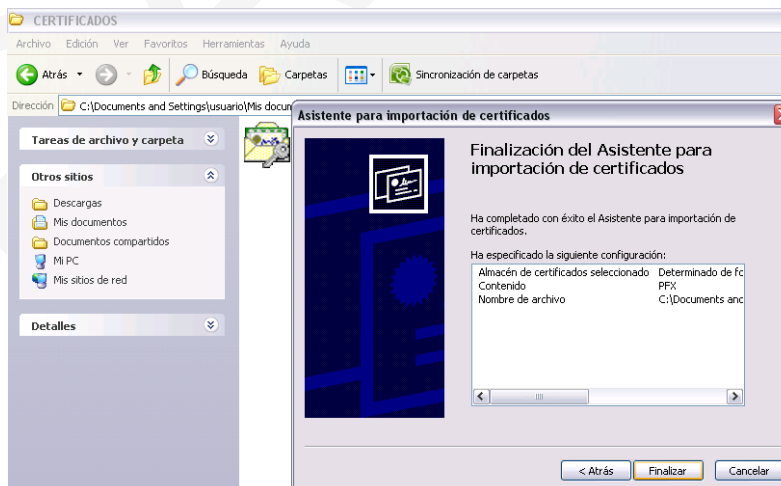 CERTIFICADOS
Archivo Edición Ver Favoritos Herramientas Ayuda
Atrás Búsqueda Carpetas Sincronización de carpetas
Dirección C:\Documents and Settings\usuario\Mis docun
Asistente para importación de certificados
Tareas de archivo y carpeta
Otros sitios
Descargas
Mis documentos
Documentos compartidos
Mi PC
Mis sitios de red
Detalles
Finalización del Asistente para
importación de certificados
Ha completado con éxito el Asistente para importación de
certificados.
Ha especificado la siguiente configuración:
Almacén de certificados seleccionado Determinado de fc
Contenido PFX
Nombre de archivo C:\Documents anc
< Atrás Finalizar Cancelar